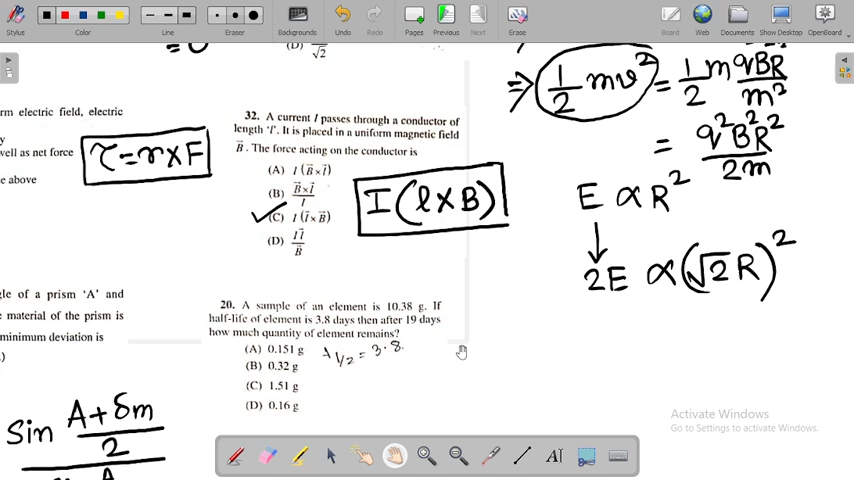 Stylus
Color
Line
Eraser
Backgrounds
Undo
Redo
Pages
Previous
Next
Erase
Board
Web
Documents
Show Desktop
OpenBoard
(D) √2
⇒ 1/2 mv² = 1/2 m qBR/m²
= q²B²R²/2m
E ∝ R²
↓
2E ∝ (√2 R)²
rm electric field, electric
y
well as net force
e above
τ = r×F
32. A current I passes through a conductor of
length 'l'. It is placed in a uniform magnetic field
B⃗. The force acting on the conductor is
(A) I (B⃗ × l⃗)
(B) B⃗ × l⃗ / I
(C) I (l⃗ × B⃗)
(D) I l⃗ / B⃗
I(l×B)
gle of a prism 'A' and
e material of the prism is
minimum deviation is
.)
20. A sample of an element is 10.38 g. If
half-life of element is 3.8 days then after 19 days
how much quantity of element remains?
(A) 0.151 g
(B) 0.32 g
(C) 1.51 g
(D) 0.16 g
λ 1/2 = 3.8.
Sin A+δm/2
A
Activate Windows
Go to Settings to activate Windows.